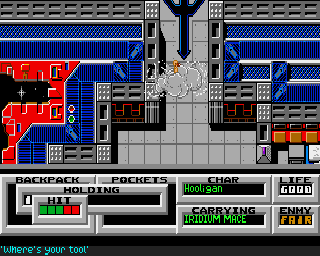 BACKPACK
POCKETS
CHAR
LIFE
HOLDING
Hooligan
GOOD
HIT
CARRYING
ENMY
IRIDIUM MACE
FAIR
'Where's your tool'